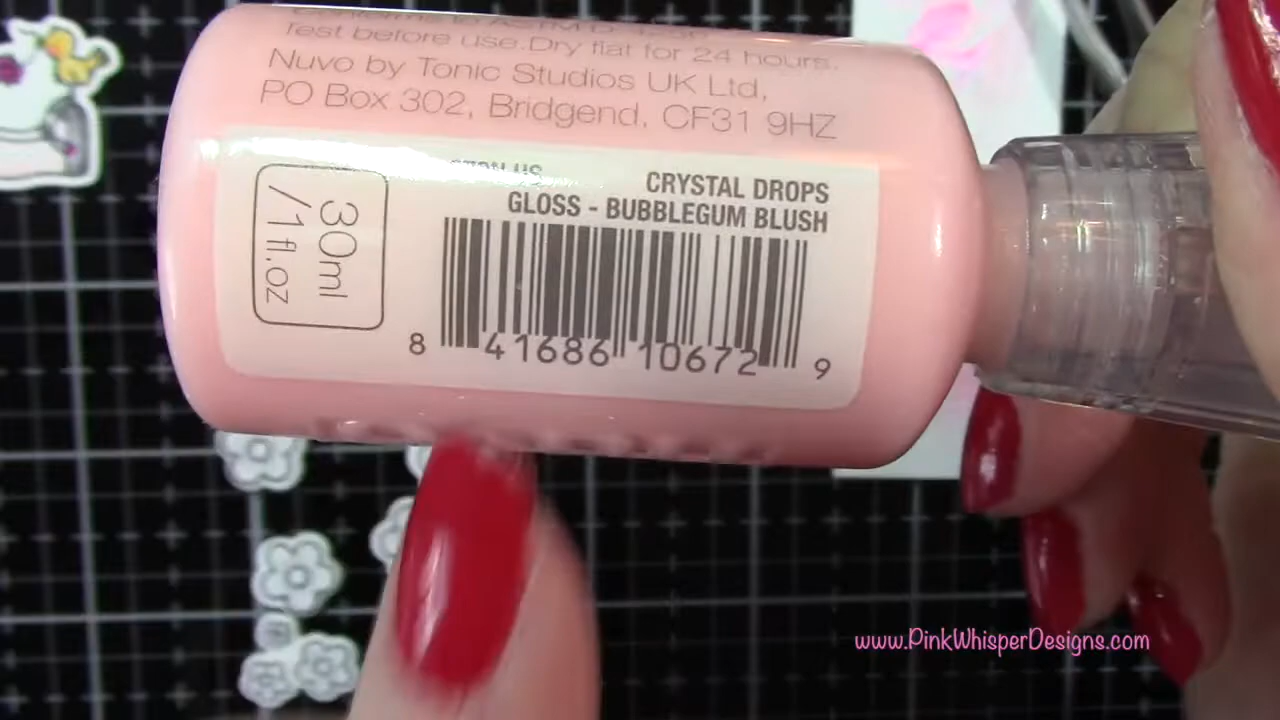 Test before use. Dry flat for 24 hours.
Nuvo by Tonic Studios UK Ltd,
PO Box 302, Bridgend, CF31 9HZ
CRYSTAL DROPS
GLOSS - BUBBLEGUM BLUSH
30ml
/1 fl.oz
8 41686 10672 9
www.PinkWhisperDesigns.com